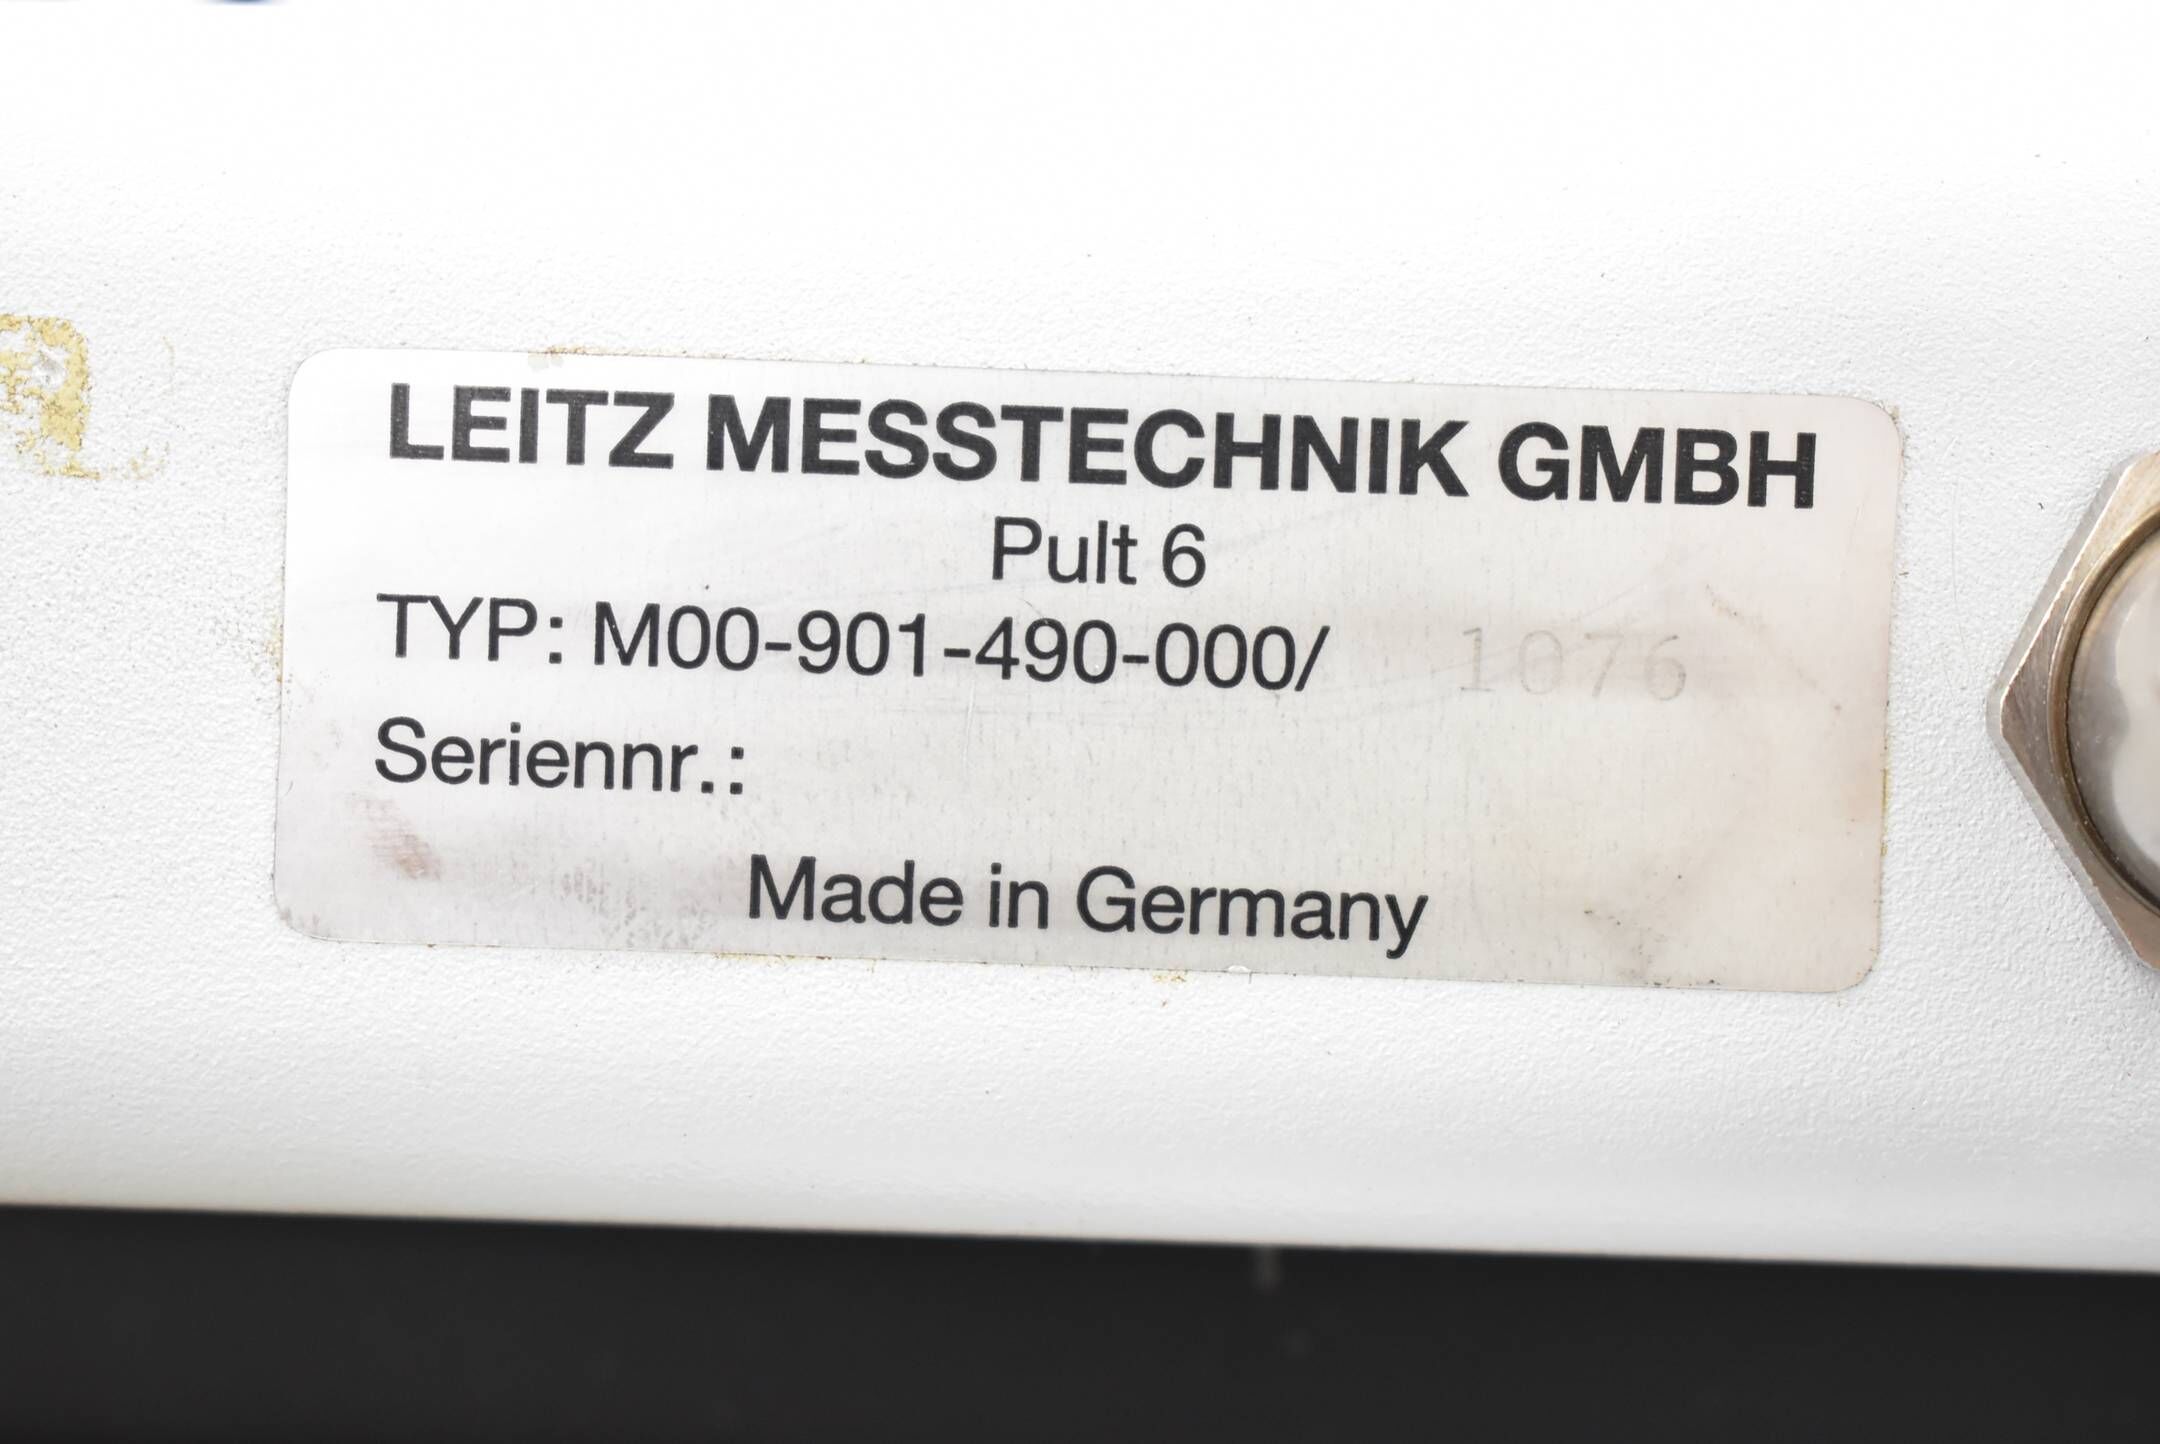 LEITZ MESSTECHNIK GMBH
Pult 6
TYP: M00-901-490-000/ 1076
Seriennr.:
Made in Germany